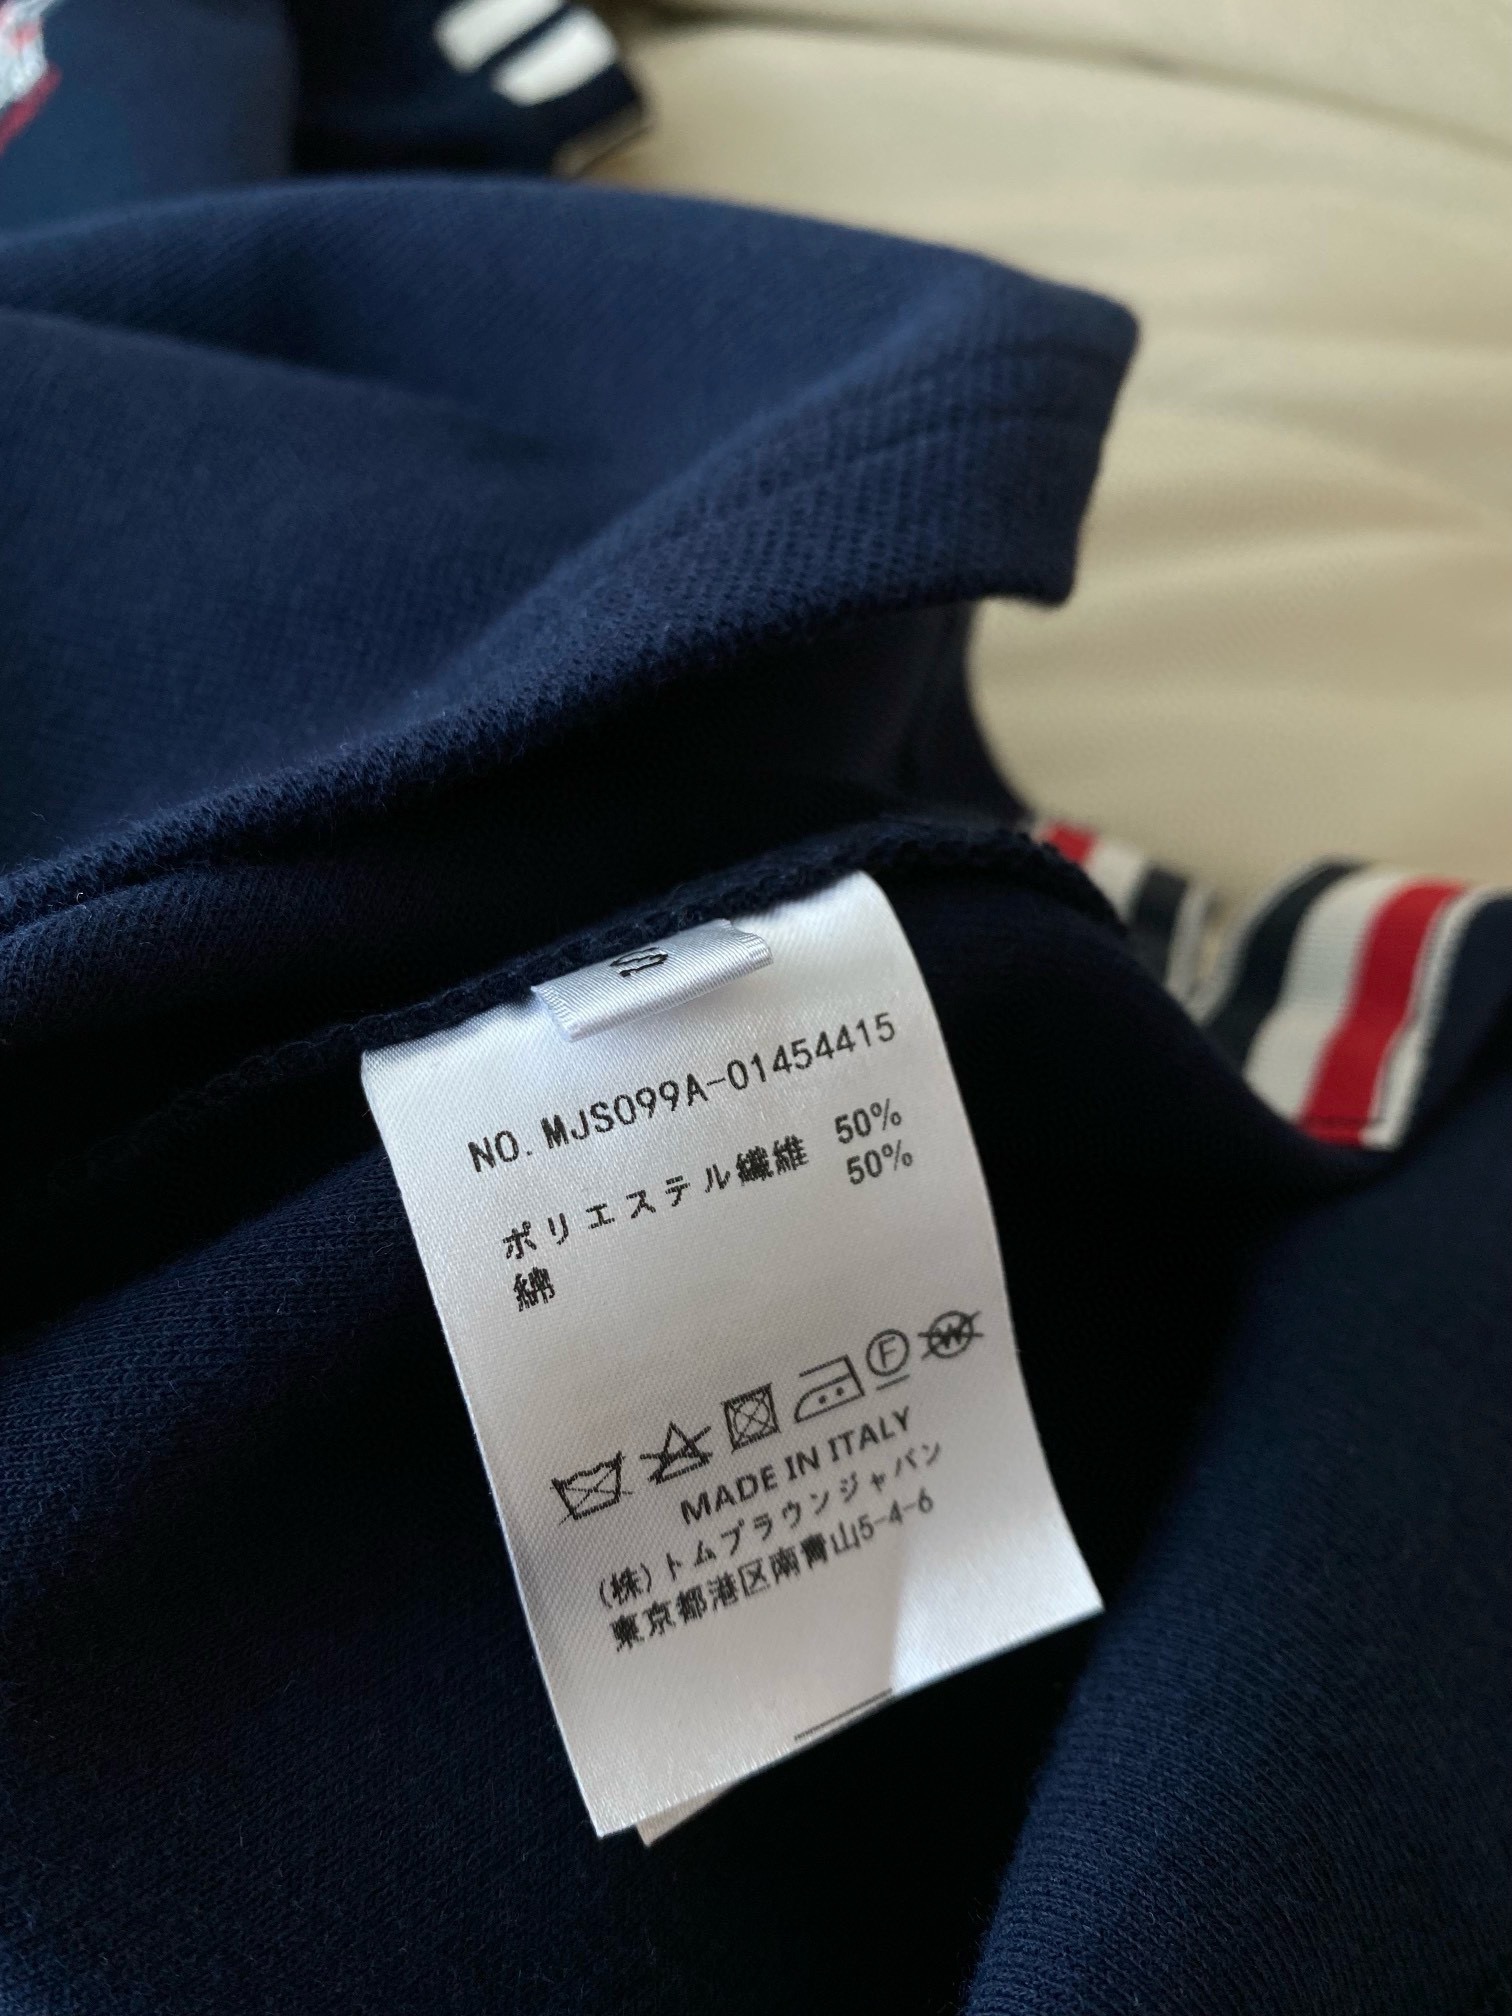 NO. MJS099A-01454415
ポリエステル繊維 50%
綿 50%
F W
MADE IN ITALY
(株)トムブラウンジャパン
東京都港区南青山5-4-6